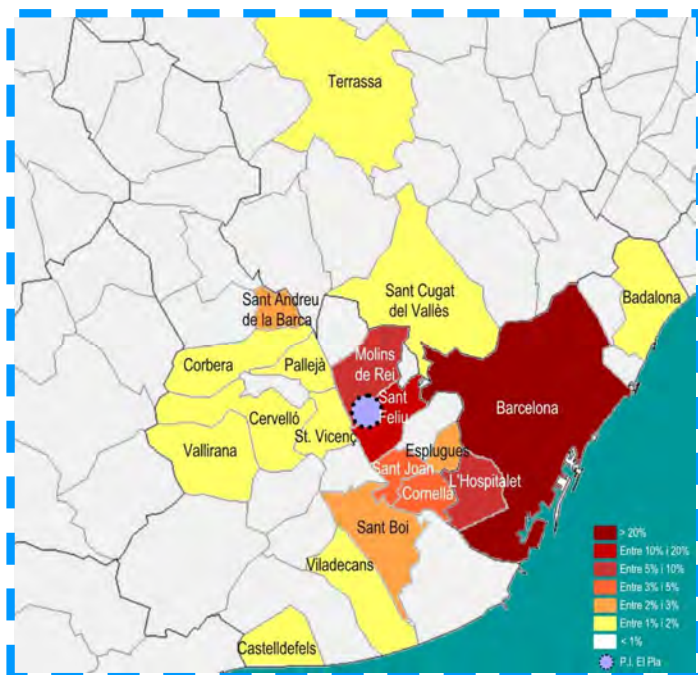 Terrassa
Sant Cugat
del Vallès
Badalona
Sant Andreu
de la Barca
Molins
de Rei
Corbera
Pallejà
Sant
Feliu
Barcelona
Cervelló
St. Vicenç
Vallirana
Esplugues
Sant Joan
L'Hospitalet
Cornellà
Sant Boi
Viladecans
Castelldefels
> 20%
Entre 10% i 20%
Entre 5% i 10%
Entre 3% i 5%
Entre 2% i 3%
Entre 1% i 2%
< 1%
P.I. El Pla